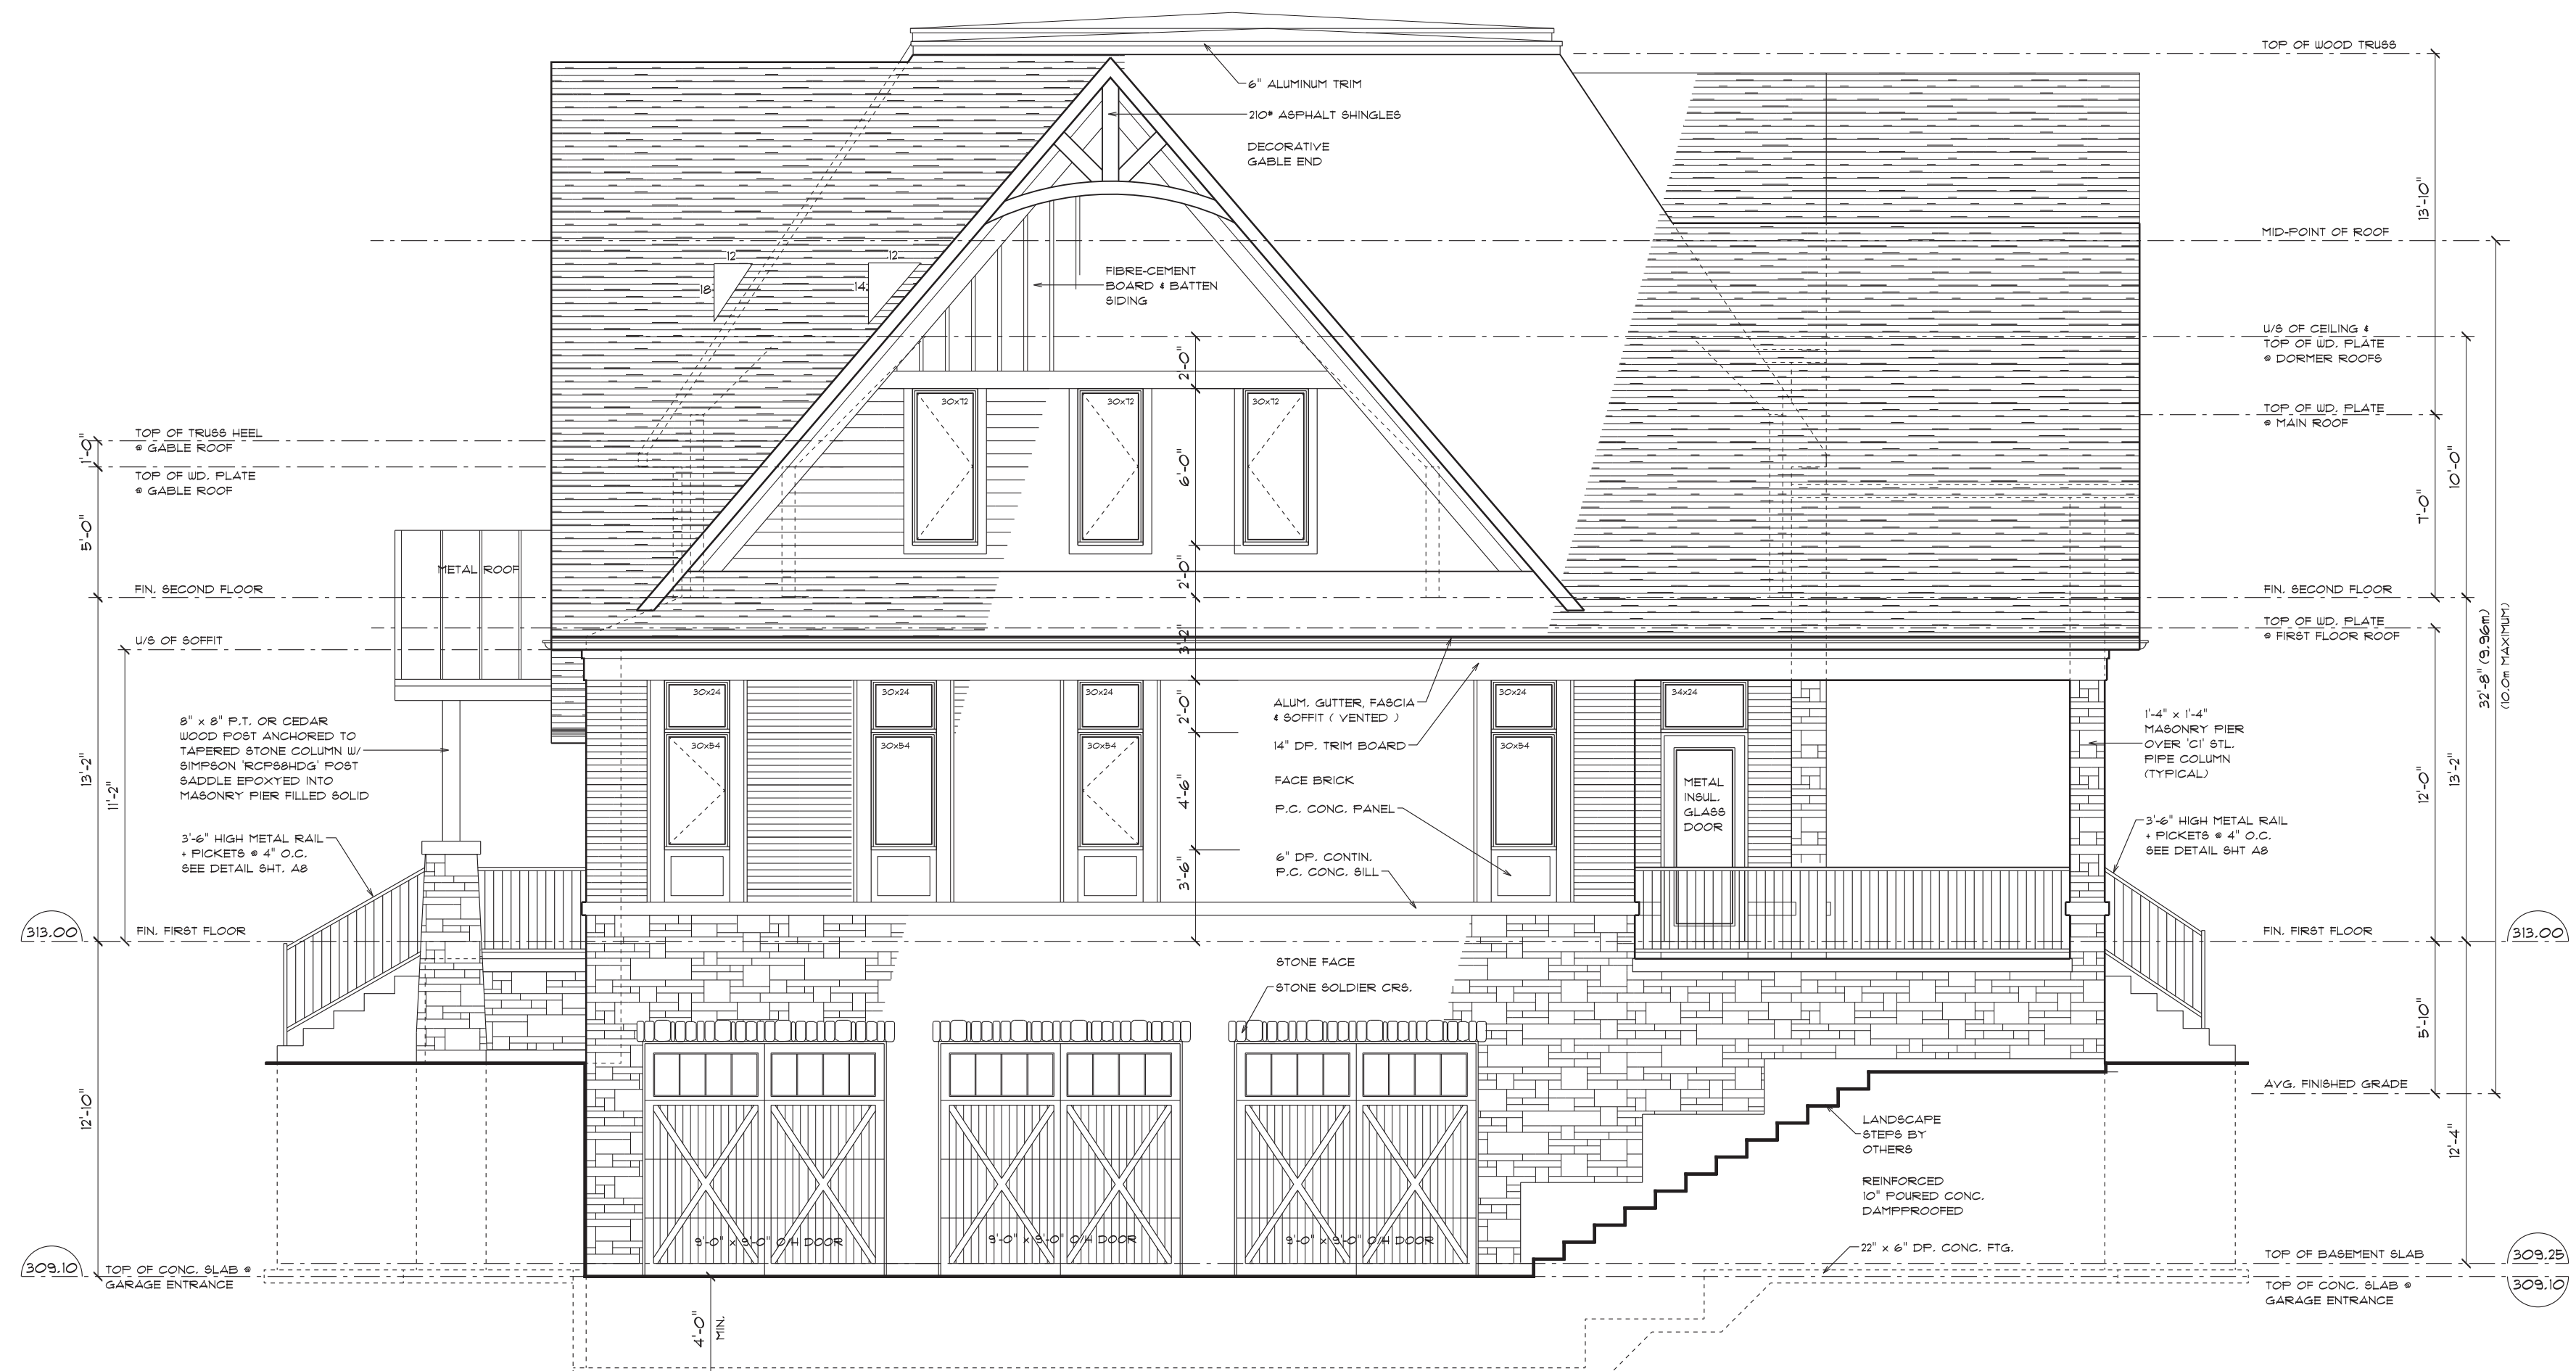 TOP OF WOOD TRUSS
6" ALUMINUM TRIM
210# ASPHALT SHINGLES
DECORATIVE
GABLE END
13'-10"
MID-POINT OF ROOF
12
18
12
14
FIBRE-CEMENT
BOARD & BATTEN
SIDING
U/S OF CEILING &
TOP OF WD. PLATE
@ DORMER ROOFS
2'-0"
30x72
30x72
30x72
TOP OF WD. PLATE
@ MAIN ROOF
TOP OF TRUSS HEEL
@ GABLE ROOF
1'-0"
TOP OF WD. PLATE
@ GABLE ROOF
6'-0"
10'-0"
7'-0"
5'-0"
METAL ROOF
2'-0"
FIN. SECOND FLOOR
FIN. SECOND FLOOR
TOP OF WD. PLATE
@ FIRST FLOOR ROOF
32'-8" (9.96m)
(10.0m MAXIMUM)
U/S OF SOFFIT
3'-2"
30x24
30x24
30x24
30x24
34x24
2'-0"
ALUM. GUTTER, FASCIA
& SOFFIT ( VENTED )
14" DP. TRIM BOARD
30x54
30x54
30x54
30x54
8" x 8" P.T. OR CEDAR
WOOD POST ANCHORED TO
TAPERED STONE COLUMN W/
SIMPSON 'RCPS8HDG' POST
SADDLE EPOXYED INTO
MASONRY PIER FILLED SOLID
1'-4" x 1'-4"
MASONRY PIER
OVER 'C1' STL.
PIPE COLUMN
(TYPICAL)
13'-2"
11'-2"
4'-6"
FACE BRICK
P.C. CONC. PANEL
METAL
INSUL.
GLASS
DOOR
12'-0"
13'-2"
3'-6" HIGH METAL RAIL
+ PICKETS @ 4" O.C.
SEE DETAIL SHT. A8
3'-6"
6" DP. CONTIN.
P.C. CONC. SILL
3'-6" HIGH METAL RAIL
+ PICKETS @ 4" O.C.
SEE DETAIL SHT A8
313.00
FIN. FIRST FLOOR
FIN. FIRST FLOOR
313.00
STONE FACE
STONE SOLDIER CRS.
5'-10"
AVG. FINISHED GRADE
12'-10"
12'-4"
LANDSCAPE
STEPS BY
OTHERS
REINFORCED
10" POURED CONC.
DAMPPROOFED
9'-0" x 9'-0" O/H DOOR
9'-0" x 9'-0" O/H DOOR
9'-0" x 9'-0" O/H DOOR
22" x 6" DP. CONC. FTG.
TOP OF BASEMENT SLAB
309.25
309.10
TOP OF CONC. SLAB @
GARAGE ENTRANCE
TOP OF CONC. SLAB @
GARAGE ENTRANCE
309.10
4'-0"
MIN.